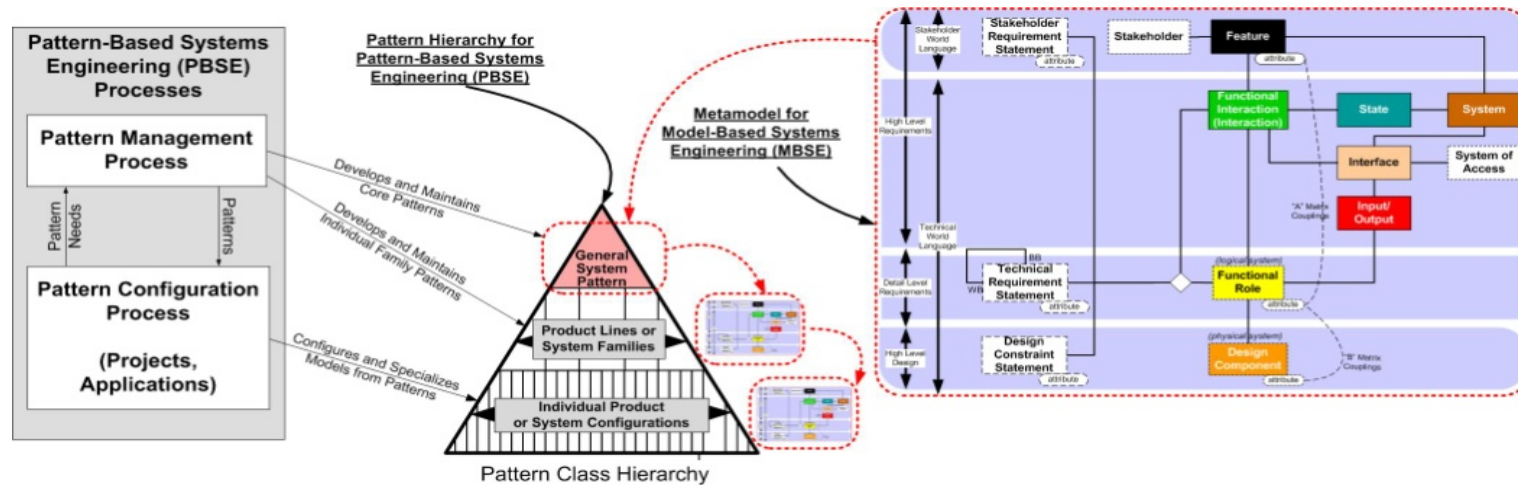 Pattern-Based Systems
Engineering (PBSE)
Processes
Pattern Management
Process
Pattern
Needs
Patterns
Pattern Configuration
Process
(Projects,
Applications)
Pattern Hierarchy for
Pattern-Based Systems
Engineering (PBSE)
Develops and Maintains
Core Patterns
Develops and Maintains
Individual Family Patterns
Configures and Specializes
Models from Patterns
General
System
Pattern
Product Lines or
System Families
Individual Product
or System Configurations
Pattern Class Hierarchy
Metamodel for
Model-Based Systems
Engineering (MBSE)
Stakeholder
World
Language
High Level
Requirements
Technical
World
Language
Detail Level
Requirements
High Level
Design
Stakeholder
Requirement
Statement
attribute
Stakeholder
Feature
attribute
Functional
Interaction
(Interaction)
State
System
Interface
System of
Access
Input/
Output
"A" Matrix
Couplings
BB
WB
Technical
Requirement
Statement
attribute
(logical system)
Functional
Role
attribute
Design
Constraint
Statement
attribute
(physical system)
Design
Component
attribute
"B" Matrix
Couplings